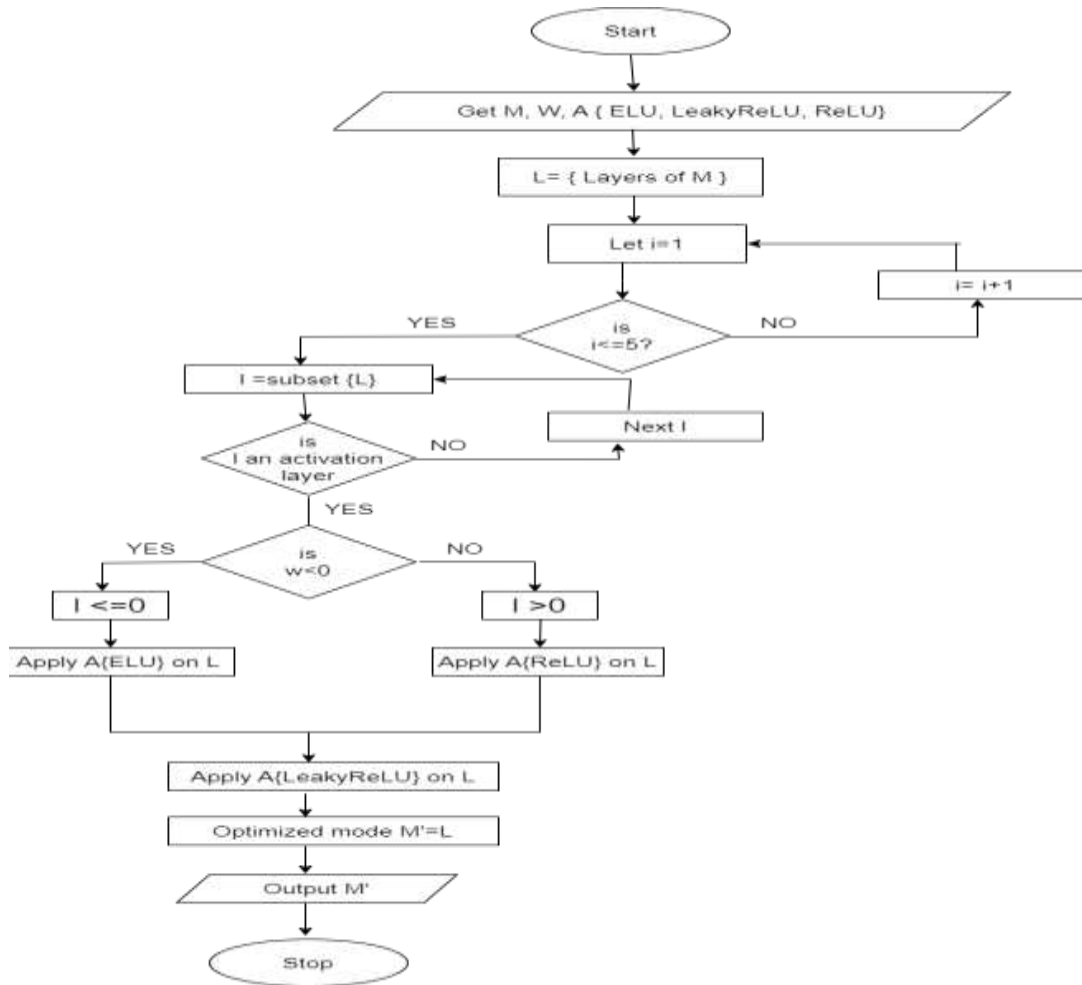 Start
Get M, W, A { ELU, LeakyReLU, ReLU}
L= { Layers of M }
Let i=1
i= i+1
is
i<=5?
YES
NO
I =subset {L}
Next I
is
I an activation
layer
NO
YES
is
w<0
YES
NO
I <=0
I >0
Apply A{ELU} on L
Apply A{ReLU} on L
Apply A{LeakyReLU} on L
Optimized mode M'=L
Output M'
Stop